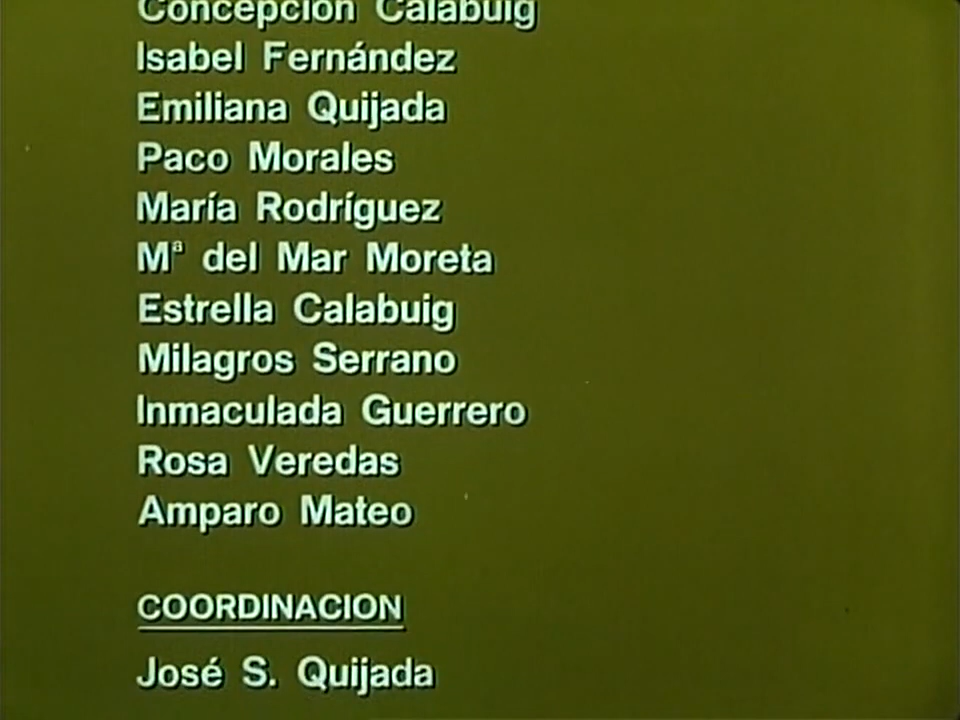 Concepción Calabuig
Isabel Fernández
Emiliana Quijada
Paco Morales
María Rodríguez
Mª del Mar Moreta
Estrella Calabuig
Milagros Serrano
Inmaculada Guerrero
Rosa Veredas
Amparo Mateo
COORDINACION
José S. Quijada